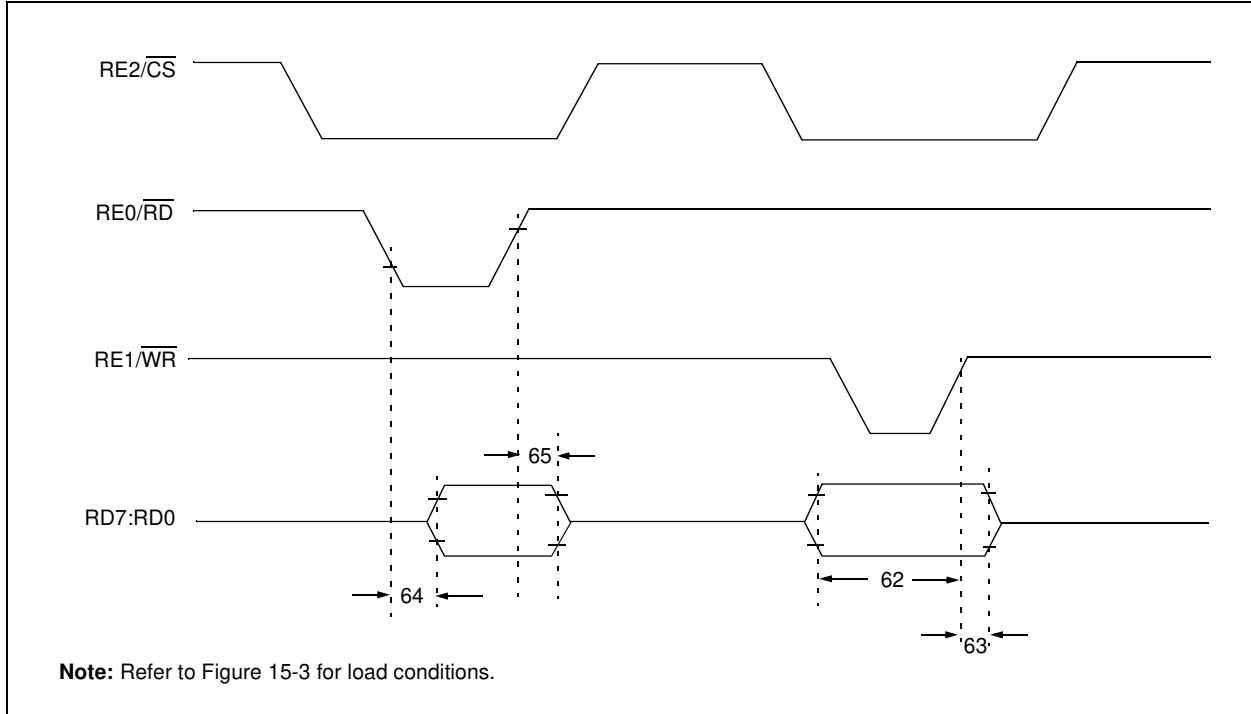 RE2/CS
RE0/RD
RE1/WR
65
RD7:RD0
62
64
63
Note: Refer to Figure 15-3 for load conditions.